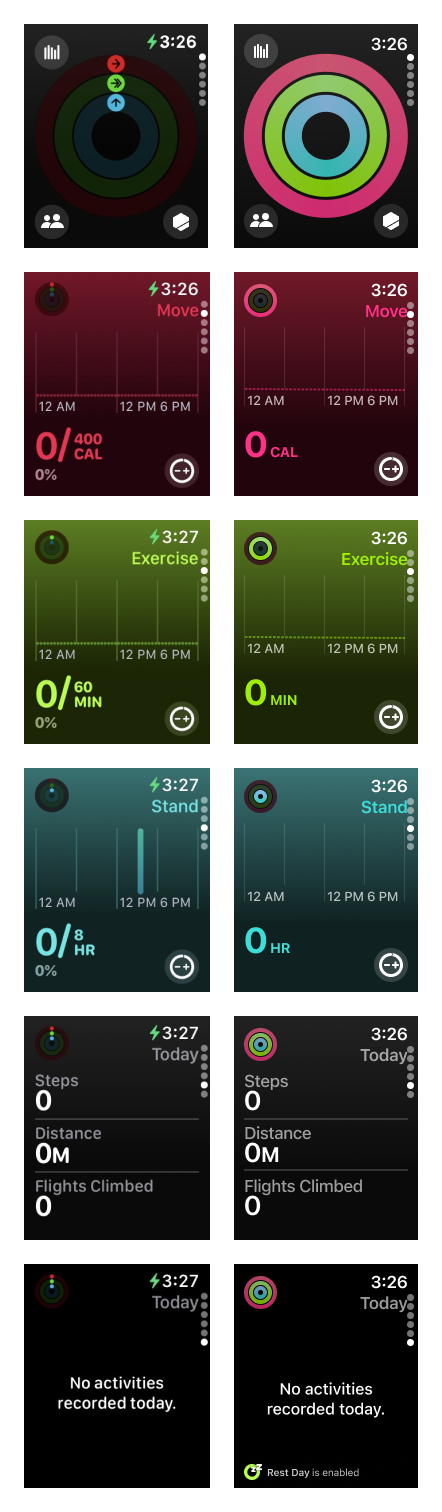 3:26
3:26
3:26
Move
12 AM 12 PM 6 PM
0/400 CAL
0%
3:26
Move
12 AM 12 PM 6 PM
0 CAL
3:27
Exercise
12 AM 12 PM 6 PM
0/60 MIN
0%
3:26
Exercise
12 AM 12 PM 6 PM
0 MIN
3:27
Stand
12 AM 12 PM 6 PM
0/8 HR
0%
3:26
Stand
12 AM 12 PM 6 PM
0 HR
3:27
Today
Steps
0
Distance
0M
Flights Climbed
0
3:26
Today
Steps
0
Distance
0M
Flights Climbed
0
3:27
Today
No activities
recorded today.
3:26
Today
No activities
recorded today.
Rest Day is enabled